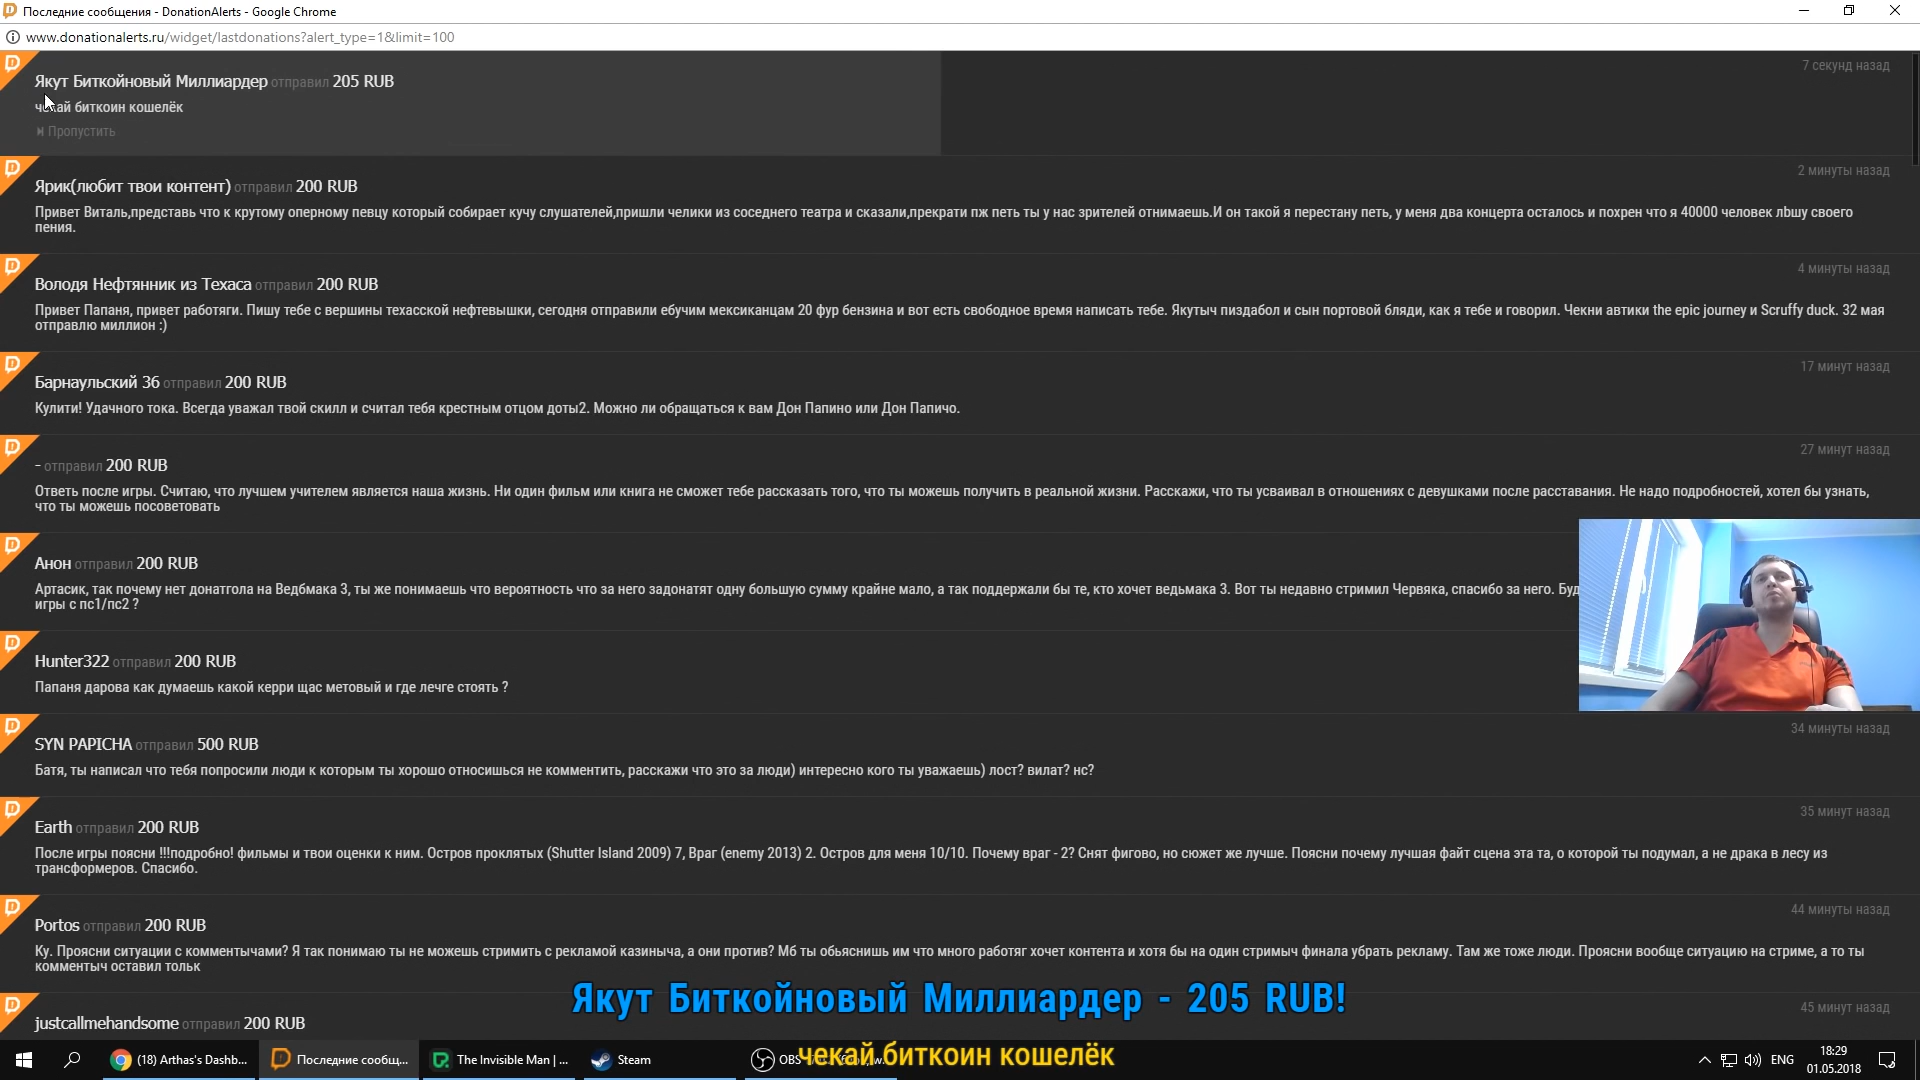 Последние сообщения - DonationAlerts - Google Chrome
www.donationalerts.ru/widget/lastdonations?alert_type=1&limit=100
Якут Биткойновый Миллиардер отправил 205 RUB
7 секунд назад
чекай биткоин кошелёк
Пропустить
Ярик(любит твои контент) отправил 200 RUB
2 минуты назад
Привет Виталь,представь что к крутому оперному певцу который собирает кучу слушателей,пришли челики из соседнего театра и сказали,прекрати пж петь ты у нас зрителей отнимаешь.И он такой я перестану петь, у меня два концерта осталось и похрен что я 40000 человек лbшу своего
пения.
Володя Нефтянник из Техаса отправил 200 RUB
4 минуты назад
Привет Папаня, привет работяги. Пишу тебе с вершины техасской нефтевышки, сегодня отправили ебучим мексиканцам 20 фур бензина и вот есть свободное время написать тебе. Якутыч пиздабол и сын портовой бляди, как я тебе и говорил. Чекни автики the epic journey и Scruffy duck. 32 мая
отправлю миллион :)
Барнаульский 36 отправил 200 RUB
17 минут назад
Кулити! Удачного тока. Всегда уважал твой скилл и считал тебя крестным отцом доты2. Можно ли обращаться к вам Дон Папино или Дон Папичо.
- отправил 200 RUB
27 минут назад
Ответь после игры. Считаю, что лучшем учителем является наша жизнь. Ни один фильм или книга не сможет тебе рассказать того, что ты можешь получить в реальной жизни. Расскажи, что ты усваивал в отношениях с девушками после расставания. Не надо подробностей, хотел бы узнать,
что ты можешь посоветовать
Анон отправил 200 RUB
Артасик, так почему нет донатгола на Ведбмака 3, ты же понимаешь что вероятность что за него задонатят одну большую сумму крайне мало, а так поддержали бы те, кто хочет ведьмака 3. Вот ты недавно стримил Червяка, спасибо за него. Буд
игры с пс1/пс2 ?
Hunter322 отправил 200 RUB
Папаня дарова как думаешь какой керри щас метовый и где лечге стоять ?
SYN PAPICHA отправил 500 RUB
34 минуты назад
Батя, ты написал что тебя попросили люди к которым ты хорошо относишься не комментить, расскажи что это за люди) интересно кого ты уважаешь) лост? вилат? нс?
Earth отправил 200 RUB
35 минут назад
После игры поясни !!!подробно! фильмы и твои оценки к ним. Остров проклятых (Shutter Island 2009) 7, Враг (enemy 2013) 2. Остров для меня 10/10. Почему враг - 2? Снят фигово, но сюжет же лучше. Поясни почему лучшая файт сцена эта та, о которой ты подумал, а не драка в лесу из
трансформеров. Спасибо.
Portos отправил 200 RUB
44 минуты назад
Ку. Проясни ситуации с комментычами? Я так понимаю ты не можешь стримить с рекламой казиныча, а они против? Мб ты обьяснишь им что много работяг хочет контента и хотя бы на один стримыч финала убрать рекламу. Там же тоже люди. Проясни вообще ситуацию на стриме, а то ты
комментыч оставил тольк
Якут Биткойновый Миллиардер - 205 RUB!
justcallmehandsome отправил 200 RUB
45 минут назад
чекай биткоин кошелёк
(18) Arthas's Dashb...
Последние сообщ...
The Invisible Man | ...
Steam
OBS
ENG
18:29
01.05.2018